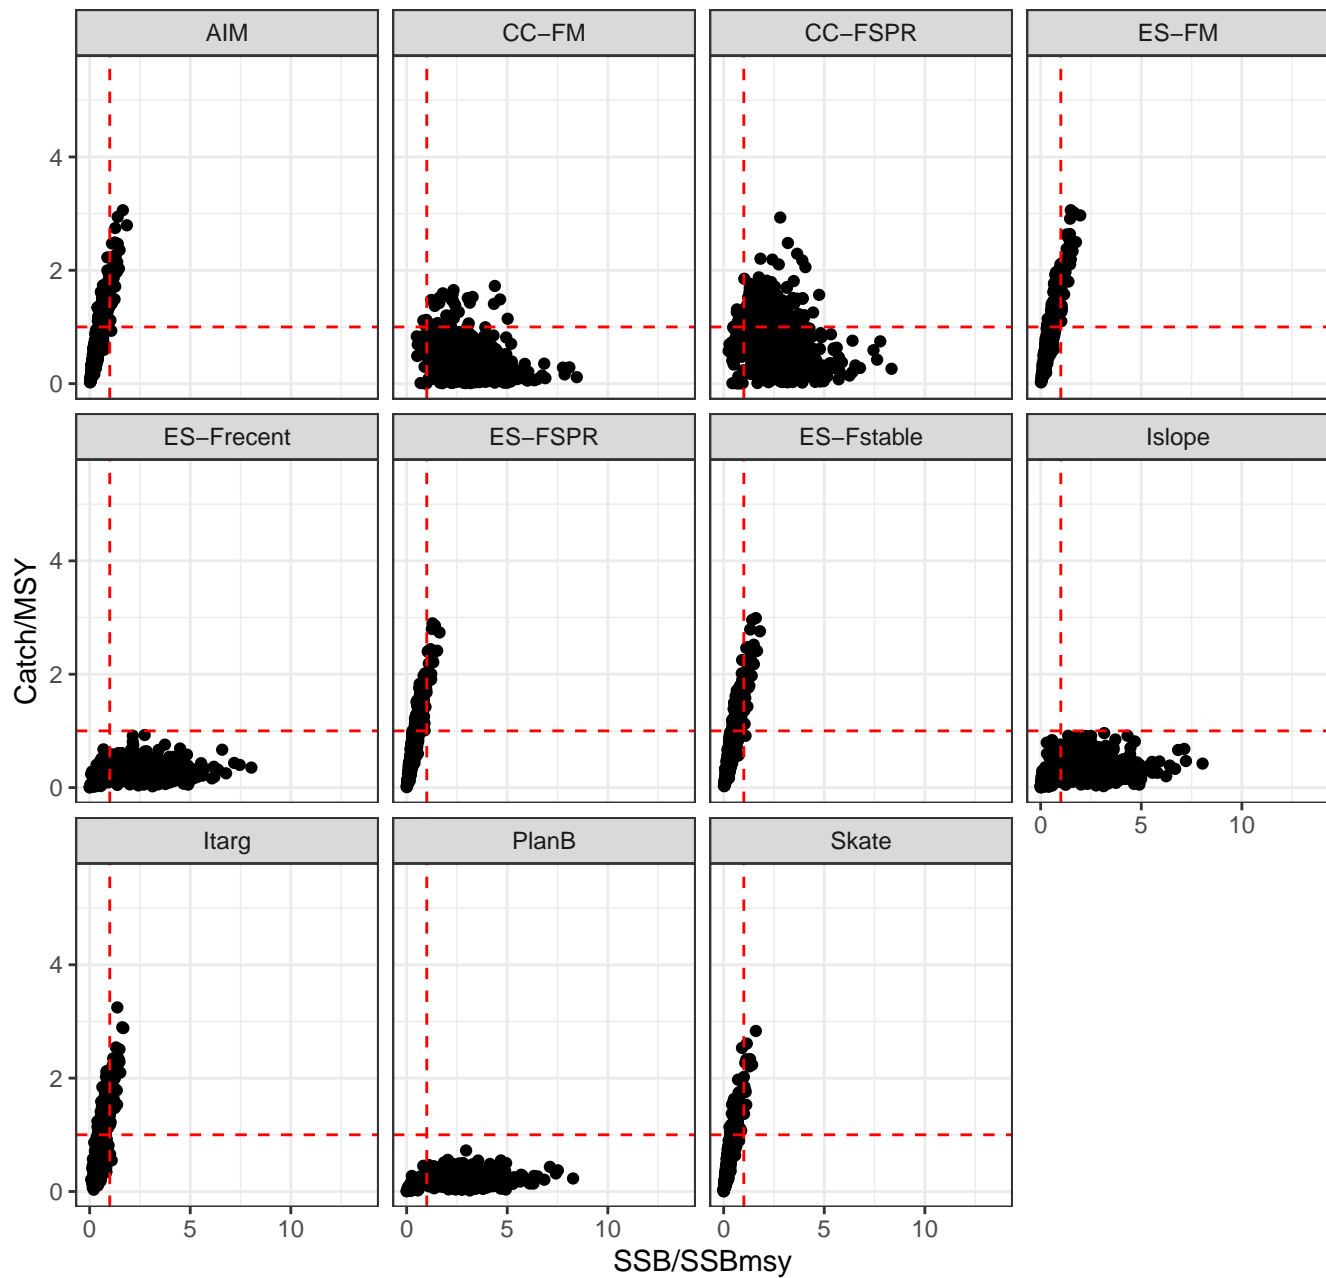 AIM
CC−FM
CC−FSPR
ES−FM
4
2
0
ES−Frecent
ES−FSPR
ES−Fstable
Islope
4
2
0
0 5 10
Itarg
PlanB
Skate
4
2
0
0 5 10
0 5 10
0 5 10
Catch/MSY
SSB/SSBmsy